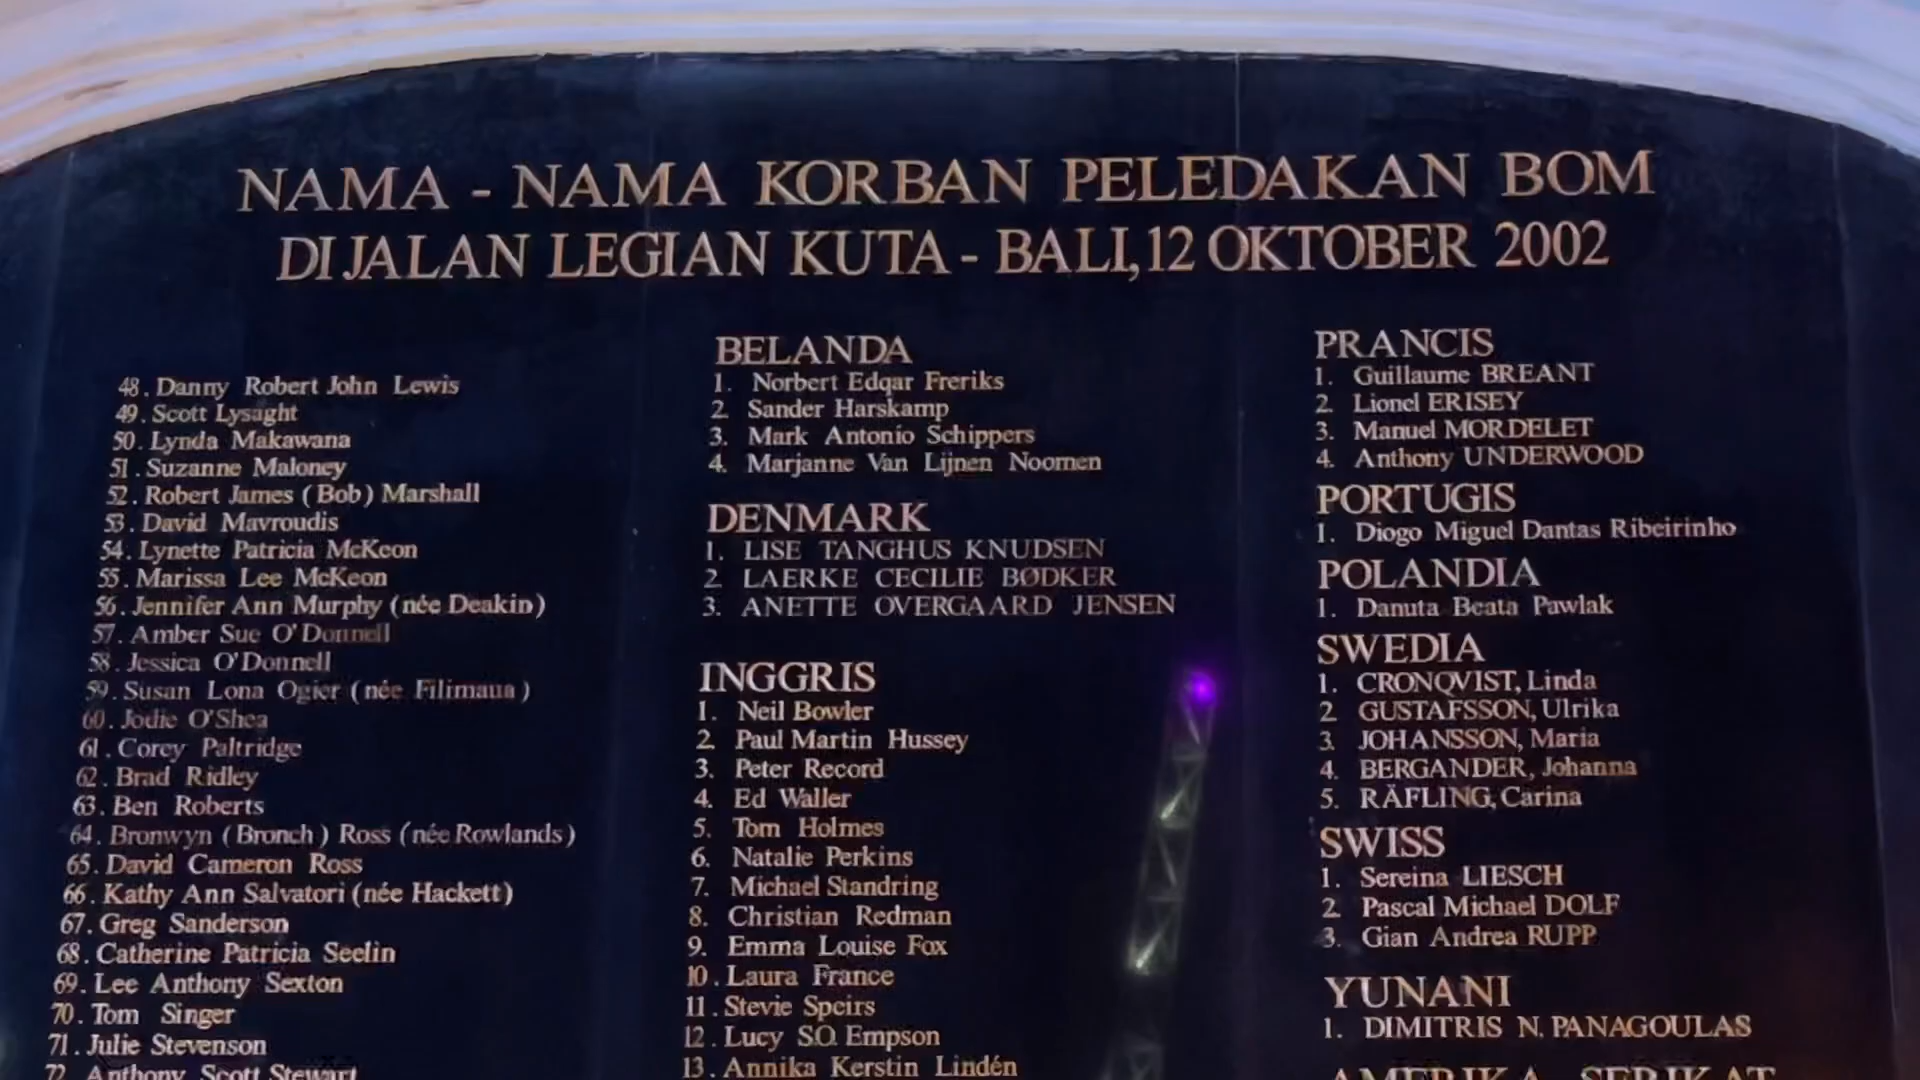 NAMA - NAMA KORBAN PELEDAKAN BOM
DI JALAN LEGIAN KUTA - BALI, 12 OKTOBER 2002
48. Danny Robert John Lewis
49. Scott Lysaght
50. Lynda Makawana
51. Suzanne Maloney
52. Robert James (Bob) Marshall
53. David Mavroudis
54. Lynette Patricia McKeon
55. Marissa Lee McKeon
56. Jennifer Ann Murphy (née Deakin)
57. Amber Sue O'Donnell
58. Jessica O'Donnell
59. Susan Lona Ogier (née Filimaua)
60. Jodie O'Shea
61. Corey Paltridge
62. Brad Ridley
63. Ben Roberts
64. Bronwyn (Bronch) Ross (née Rowlands)
65. David Cameron Ross
66. Kathy Ann Salvatori (née Hackett)
67. Greg Sanderson
68. Catherine Patricia Seelin
69. Lee Anthony Sexton
70. Tom Singer
71. Julie Stevenson
72. Anthony Scott Stewart
BELANDA
1. Norbert Edgar Freriks
2. Sander Harskamp
3. Mark Antonio Schippers
4. Marjanne Van Lijnen Noomen
DENMARK
1. LISE TANGHUS KNUDSEN
2. LAERKE CECILIE BØDKER
3. ANETTE OVERGAARD JENSEN
INGGRIS
1. Neil Bowler
2. Paul Martin Hussey
3. Peter Record
4. Ed Waller
5. Tom Holmes
6. Natalie Perkins
7. Michael Standring
8. Christian Redman
9. Emma Louise Fox
10. Laura France
11. Stevie Speirs
12. Lucy S.O. Empson
13. Annika Kerstin Lindén
PRANCIS
1. Guillaume BREANT
2. Lionel ERISEY
3. Manuel MORDELET
4. Anthony UNDERWOOD
PORTUGIS
1. Diogo Miguel Dantas Ribeirinho
POLANDIA
1. Danuta Beata Pawlak
SWEDIA
1. CRONQVIST, Linda
2. GUSTAFSSON, Ulrika
3. JOHANSSON, Maria
4. BERGANDER, Johanna
5. RÄFLING, Carina
SWISS
1. Sereina LIESCH
2. Pascal Michael DOLF
3. Gian Andrea RUPP
YUNANI
1. DIMITRIS N. PANAGOULAS
AMERIKA SERIKAT